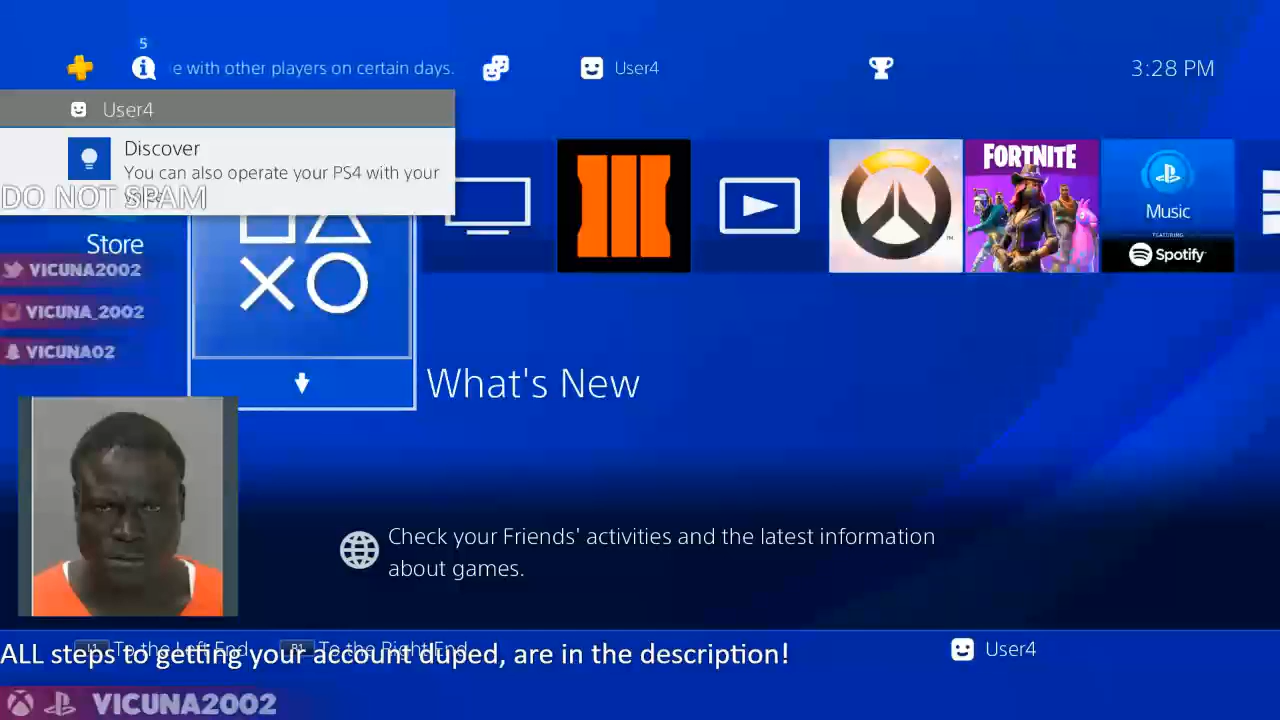 5
e with other players on certain days.
User4
3:28 PM
User4
Discover
You can also operate your PS4 with your
DO NOT SPAM
Store
VICUNA2002
VICUNA_2002
VICUNA02
FORTNITE
Music
FEATURING
Spotify
What's New
Check your Friends' activities and the latest information
about games.
L1 To the Left End
R1 To the Right End
User4
ALL steps to getting your account duped, are in the description!
VICUNA2002